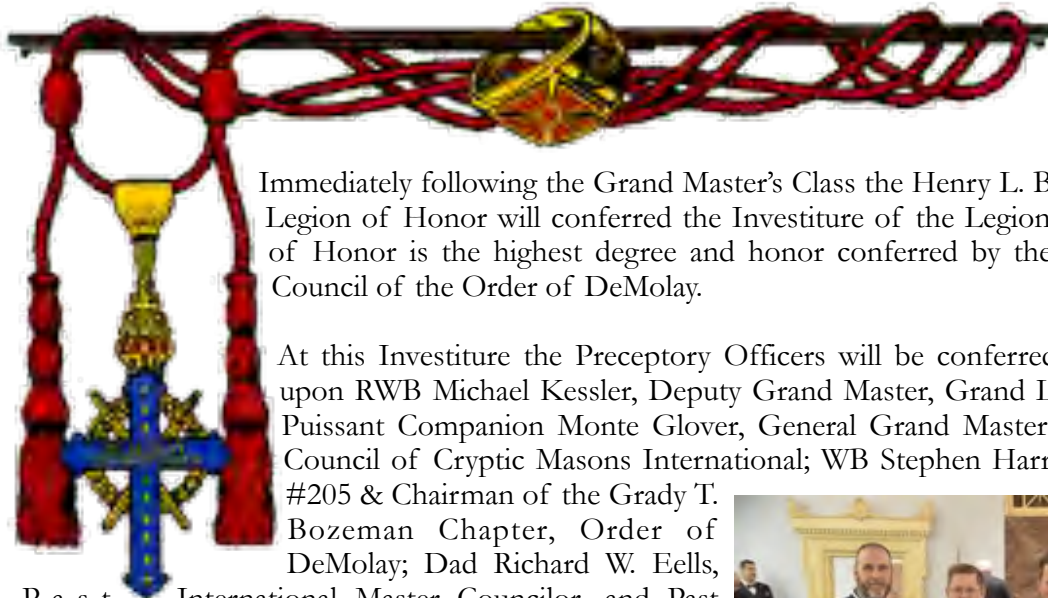 Immediately following the Grand Master's Class the Henry L. B
Legion of Honor will conferred the Investiture of the Legion
of Honor is the highest degree and honor conferred by the
Council of the Order of DeMolay.
At this Investiture the Preceptory Officers will be conferred
upon RWB Michael Kessler, Deputy Grand Master, Grand L
Puissant Companion Monte Glover, General Grand Master
Council of Cryptic Masons International; WB Stephen Harr
#205 & Chairman of the Grady T.
Bozeman Chapter, Order of
DeMolay; Dad Richard W. Eells,
Past International Master Councilor and Past